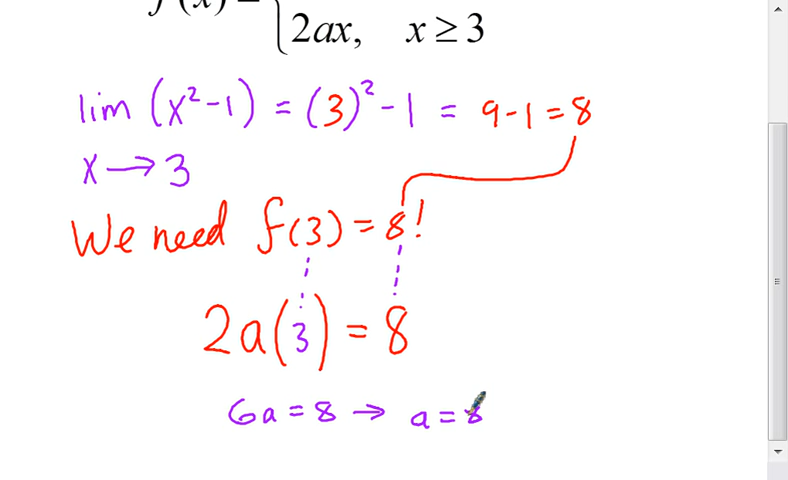 f(x) =
2ax, x ≥ 3
lim (x² - 1) = (3)² - 1 = 9 - 1 = 8
x → 3
We need f(3) = 8!
2a(3) = 8
6a = 8 → a = 8